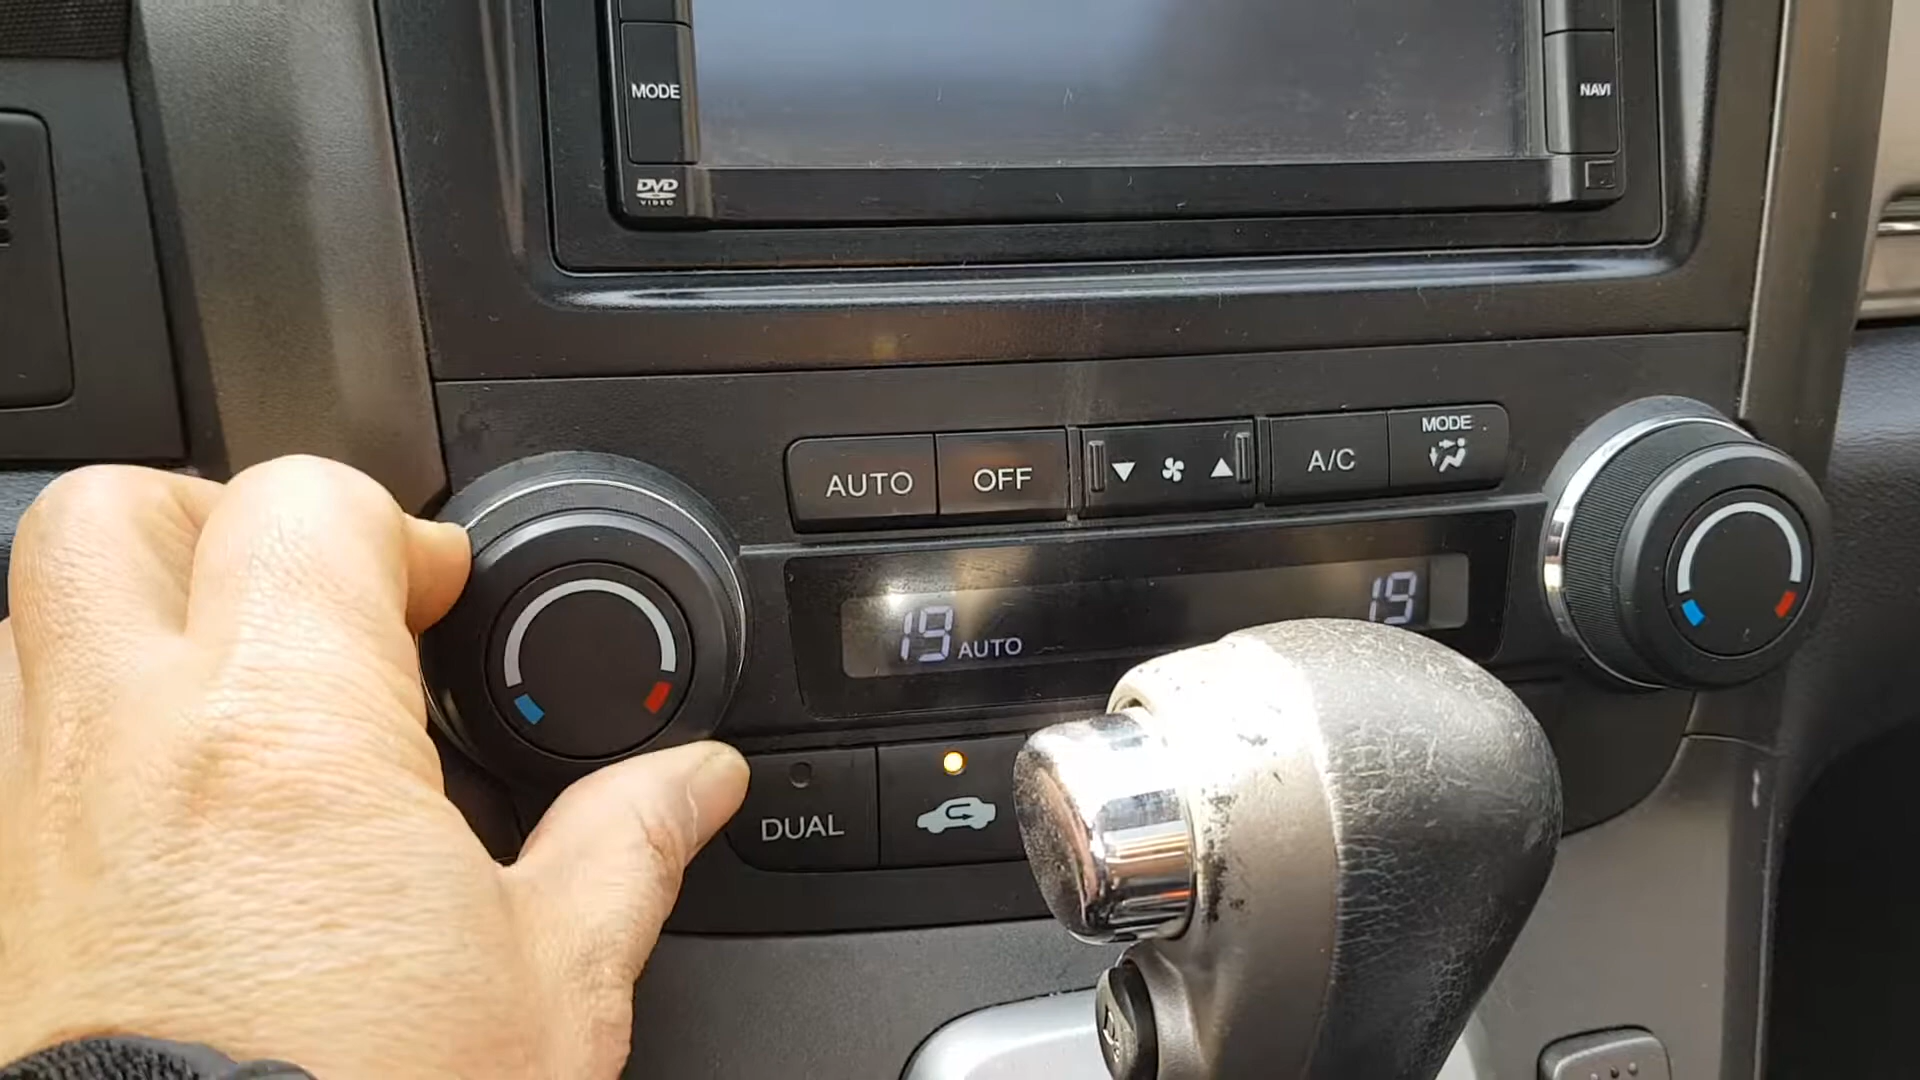 MODE
NAVI
DVD
VIDEO
AUTO
OFF
A/C
MODE
19 AUTO
19
DUAL